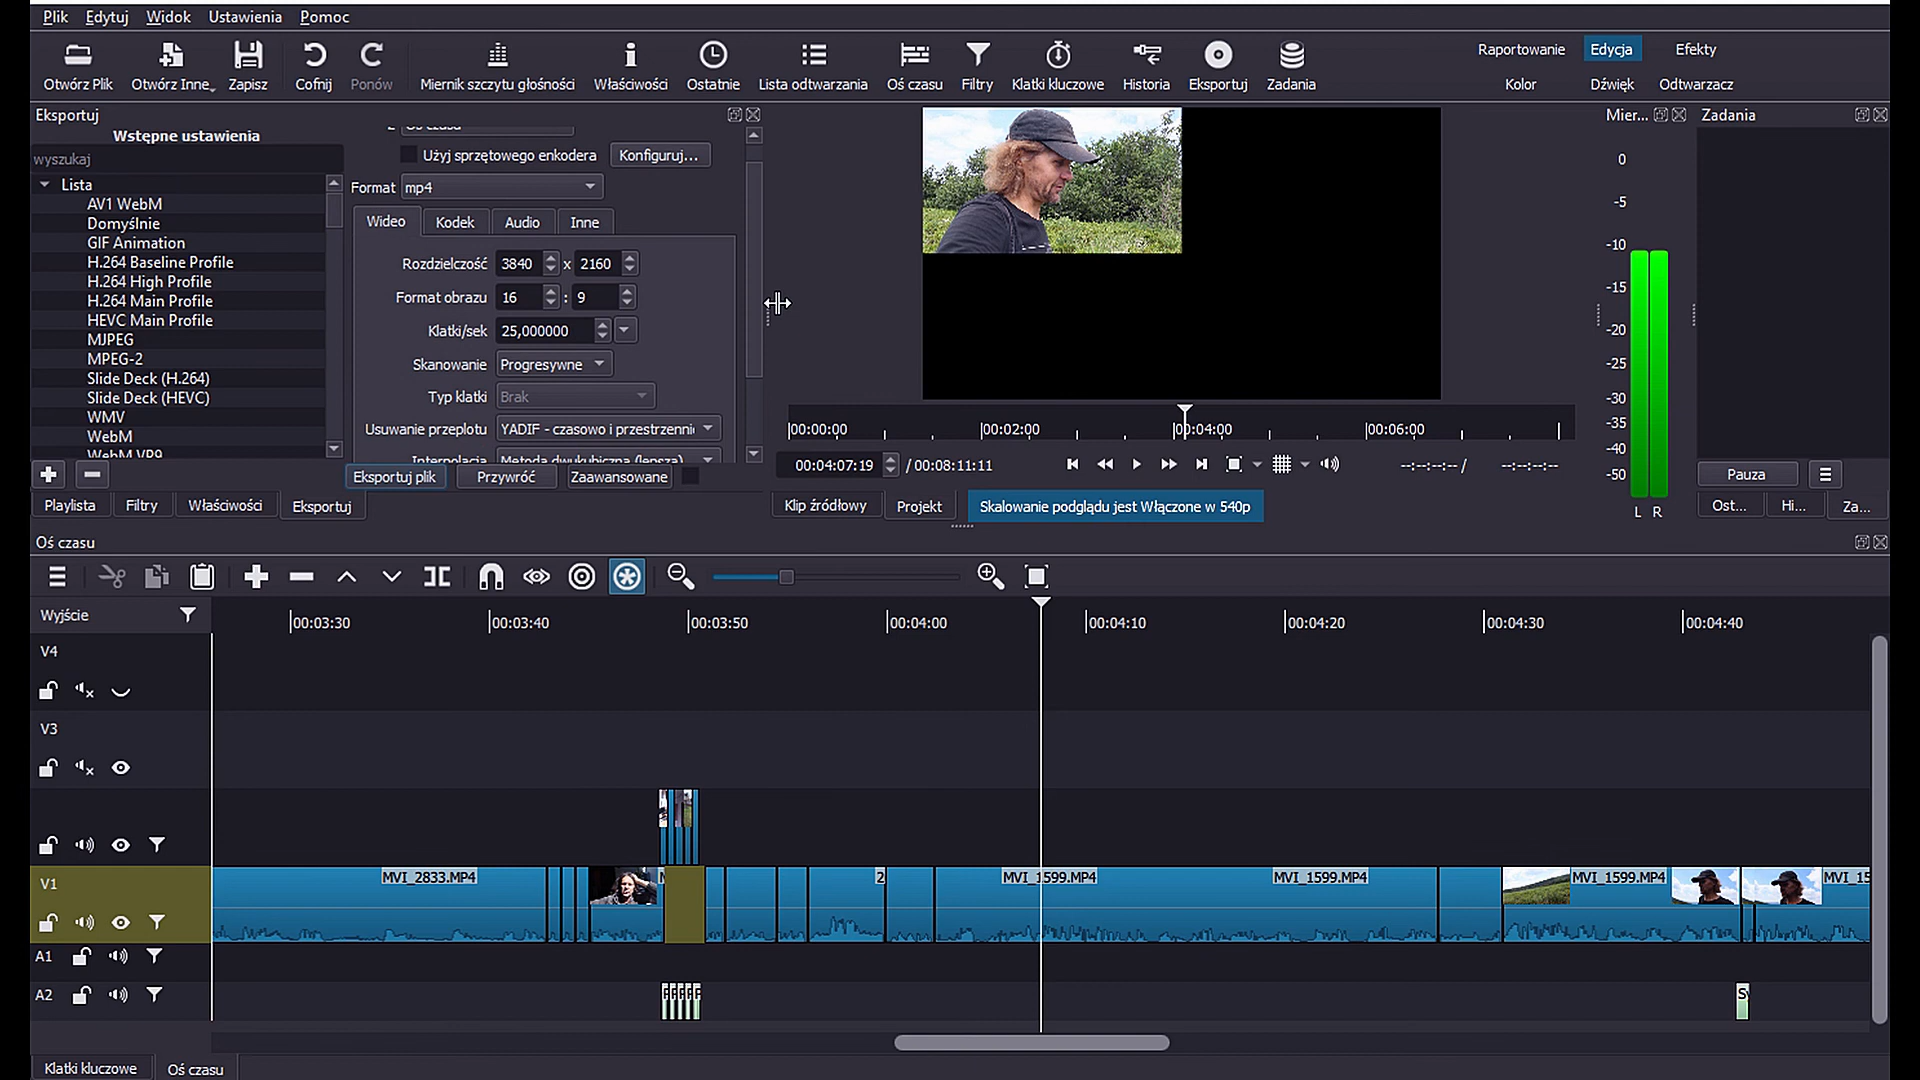 Plik Edytuj Widok Ustawienia Pomoc
Otwórz Plik Otwórz Inne Zapisz Cofnij Ponów Miernik szczytu głośności Właściwości Ostatnie Lista odtwarzania Oś czasu Filtry Klatki kluczowe Historia Eksportuj Zadania
Raportowanie Edycja Efekty
Kolor Dźwięk Odtwarzacz
Eksportuj
Wstępne ustawienia
wyszukaj
Lista
AV1 WebM
Domyślnie
GIF Animation
H.264 Baseline Profile
H.264 High Profile
H.264 Main Profile
HEVC Main Profile
MJPEG
MPEG-2
Slide Deck (H.264)
Slide Deck (HEVC)
WMV
WebM
WebM VP9
Z Oś czasu
Użyj sprzętowego enkodera Konfiguruj...
Format mp4
Wideo Kodek Audio Inne
Rozdzielczość 3840 x 2160
Format obrazu 16 : 9
Klatki/sek 25,000000
Skanowanie Progresywne
Typ klatki Brak
Usuwanie przeplotu YADIF - czasowo i przestrzenni
Interpolacja Metoda dwukubiczna (lepsza)
Eksportuj plik Przywróć Zaawansowane
Playlista Filtry Właściwości Eksportuj
00:00:00 00:02:00 00:04:00 00:06:00
00:04:07:19 / 00:08:11:11 --:--:--:-- / --:--:--:--
Klip źródłowy Projekt Skalowanie podglądu jest Włączone w 540p
Mier...
0
-5
-10
-15
-20
-25
-30
-35
-40
-50
L R
Zadania
Pauza
Ost... Hi... Za...
Oś czasu
Wyjście
00:03:30 00:03:40 00:03:50 00:04:00 00:04:10 00:04:20 00:04:30 00:04:40
V4
V3
V1
MVI_2833.MP4 2 MVI_1599.MP4 MVI_1599.MP4 MVI_1599.MP4 MVI_15
A1
A2
S
Klatki kluczowe Oś czasu